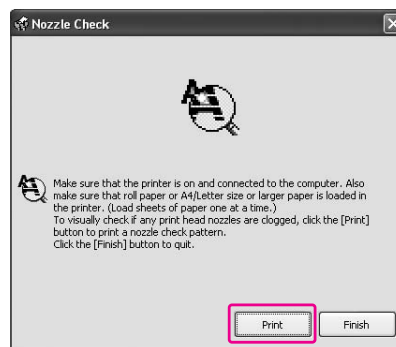 Nozzle Check
Make sure that the printer is on and connected to the computer. Also
make sure that roll paper or A4/Letter size or larger paper is loaded in
the printer. (Load sheets of paper one at a time.)
To visually check if any print head nozzles are clogged, click the [Print]
button to print a nozzle check pattern.
Click the [Finish] button to quit.
Print
Finish